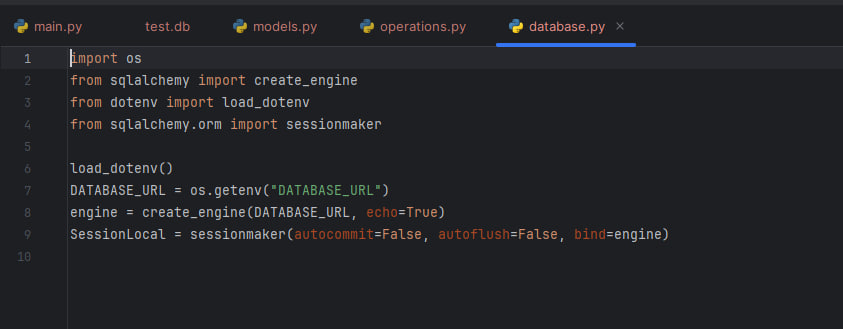 main.py test.db models.py operations.py database.py ×
1 import os
2 from sqlalchemy import create_engine
3 from dotenv import load_dotenv
4 from sqlalchemy.orm import sessionmaker
5
6 load_dotenv()
7 DATABASE_URL = os.getenv("DATABASE_URL")
8 engine = create_engine(DATABASE_URL, echo=True)
9 SessionLocal = sessionmaker(autocommit=False, autoflush=False, bind=engine)
10